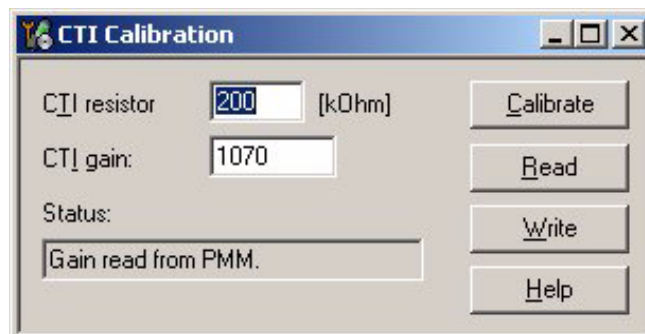 CTI Calibration
CTI resistor 200 [kOhm] Calibrate
CTI gain: 1070 Read
Status: Write
Gain read from PMM.
Help